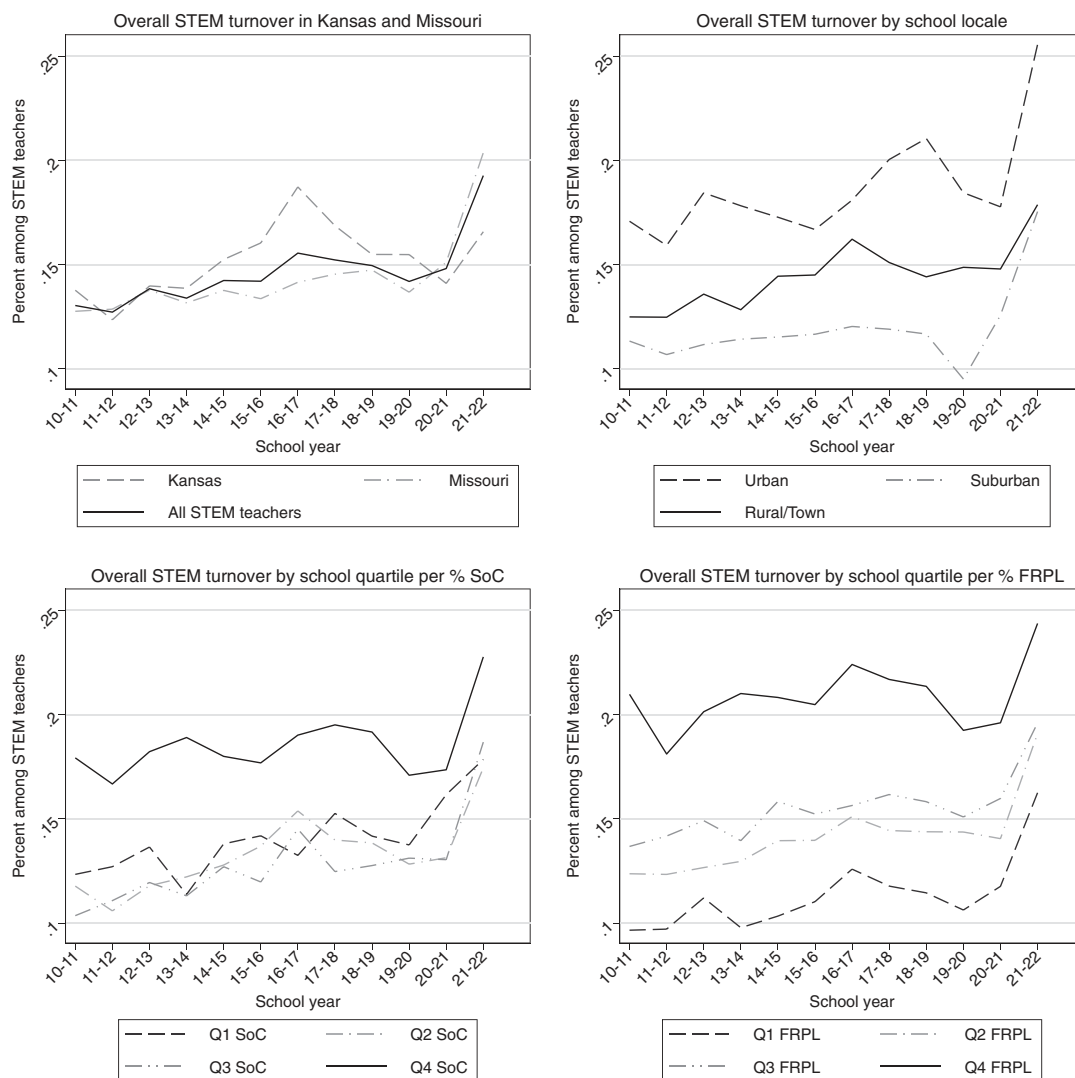 Overall STEM turnover in Kansas and Missouri
Percent among STEM teachers
.25
.2
.15
.1
10-11 11-12 12-13 13-14 14-15 15-16 16-17 17-18 18-19 19-20 20-21 21-22
School year
Kansas Missouri
All STEM teachers
Overall STEM turnover by school locale
Percent among STEM teachers
.25
.2
.15
.1
10-11 11-12 12-13 13-14 14-15 15-16 16-17 17-18 18-19 19-20 20-21 21-22
School year
Urban Suburban
Rural/Town
Overall STEM turnover by school quartile per % SoC
Percent among STEM teachers
.25
.2
.15
.1
10-11 11-12 12-13 13-14 14-15 15-16 16-17 17-18 18-19 19-20 20-21 21-22
School year
Q1 SoC Q2 SoC
Q3 SoC Q4 SoC
Overall STEM turnover by school quartile per % FRPL
Percent among STEM teachers
.25
.2
.15
.1
10-11 11-12 12-13 13-14 14-15 15-16 16-17 17-18 18-19 19-20 20-21 21-22
School year
Q1 FRPL Q2 FRPL
Q3 FRPL Q4 FRPL